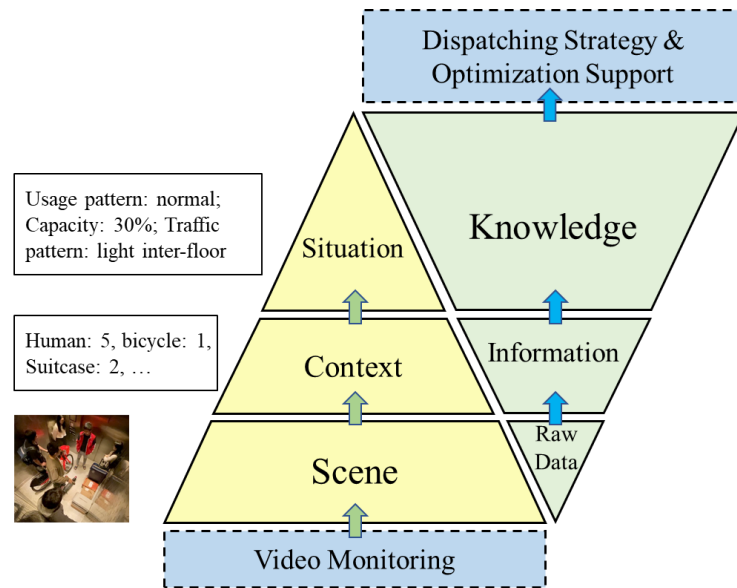 Dispatching Strategy &
Optimization Support
Usage pattern: normal;
Capacity: 30%; Traffic
pattern: light inter-floor
Situation
Knowledge
Human: 5, bicycle: 1,
Suitcase: 2, …
Context
Information
Scene
Raw
Data
Video Monitoring